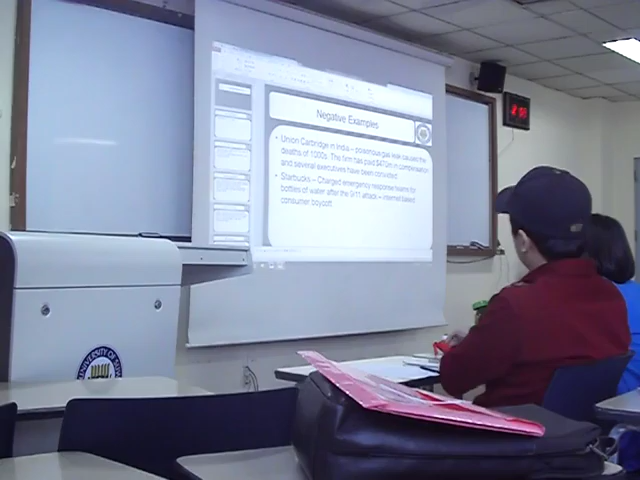 Negative Examples
• Union Carbridge in India – poisonous gas leak caused the
deaths of 1000s. The firm has paid $470m in compensation
and several executives have been convicted.
• Starbucks – Charged emergency response teams for
bottles of water after the 9/11 attack – internet based
consumer boycott
UNIVERSITY OF